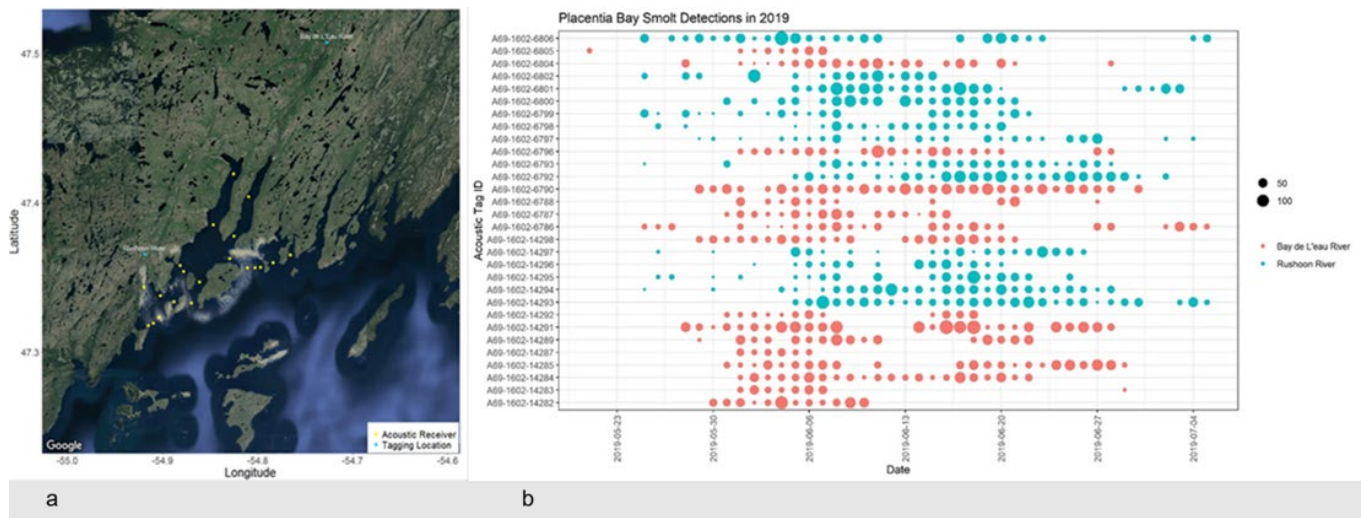 47.5
47.4
47.3
Latitude
Bay de L'Eau River
Rushoon River
Google
Acoustic Receiver
Tagging Location
-55.0
-54.9
-54.8
-54.7
-54.6
Longitude
a
Placentia Bay Smolt Detections in 2019
Acoustic Tag ID
A69-1602-6806
A69-1602-6805
A69-1602-6804
A69-1602-6802
A69-1602-6801
A69-1602-6800
A69-1602-6799
A69-1602-6798
A69-1602-6797
A69-1602-6796
A69-1602-6793
A69-1602-6792
A69-1602-6790
A69-1602-6788
A69-1602-6787
A69-1602-6786
A69-1602-14298
A69-1602-14297
A69-1602-14296
A69-1602-14295
A69-1602-14294
A69-1602-14293
A69-1602-14292
A69-1602-14291
A69-1602-14289
A69-1602-14287
A69-1602-14285
A69-1602-14284
A69-1602-14283
A69-1602-14282
2019-05-23
2019-05-30
2019-06-06
2019-06-13
2019-06-20
2019-06-27
2019-07-04
Date
50
100
Bay de L'eau River
Rushoon River
b